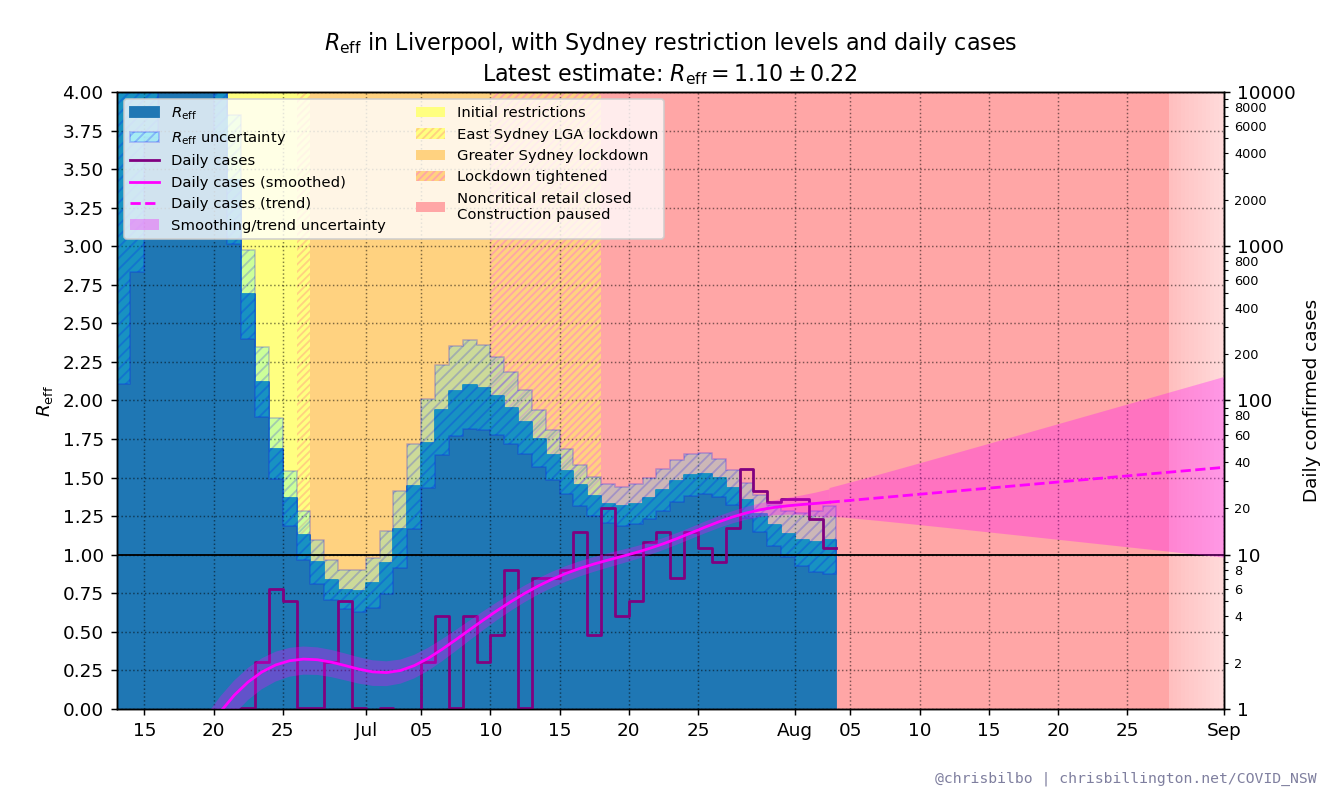 Reff in Liverpool, with Sydney restriction levels and daily cases
Latest estimate: Reff = 1.10 ± 0.22
Reff
Reff uncertainty
Daily cases
Daily cases (smoothed)
Daily cases (trend)
Smoothing/trend uncertainty
Initial restrictions
East Sydney LGA lockdown
Greater Sydney lockdown
Lockdown tightened
Noncritical retail closed
Construction paused
Reff
4.00
3.75
3.50
3.25
3.00
2.75
2.50
2.25
2.00
1.75
1.50
1.25
1.00
0.75
0.50
0.25
0.00
10000
8000
6000
4000
2000
1000
800
600
400
200
100
80
60
40
20
10
8
6
4
2
1
Daily confirmed cases
15 20 25 Jul 05 10 15 20 25 Aug 05 10 15 20 25 Sep
@chrisbilbo | chrisbillington.net/COVID_NSW